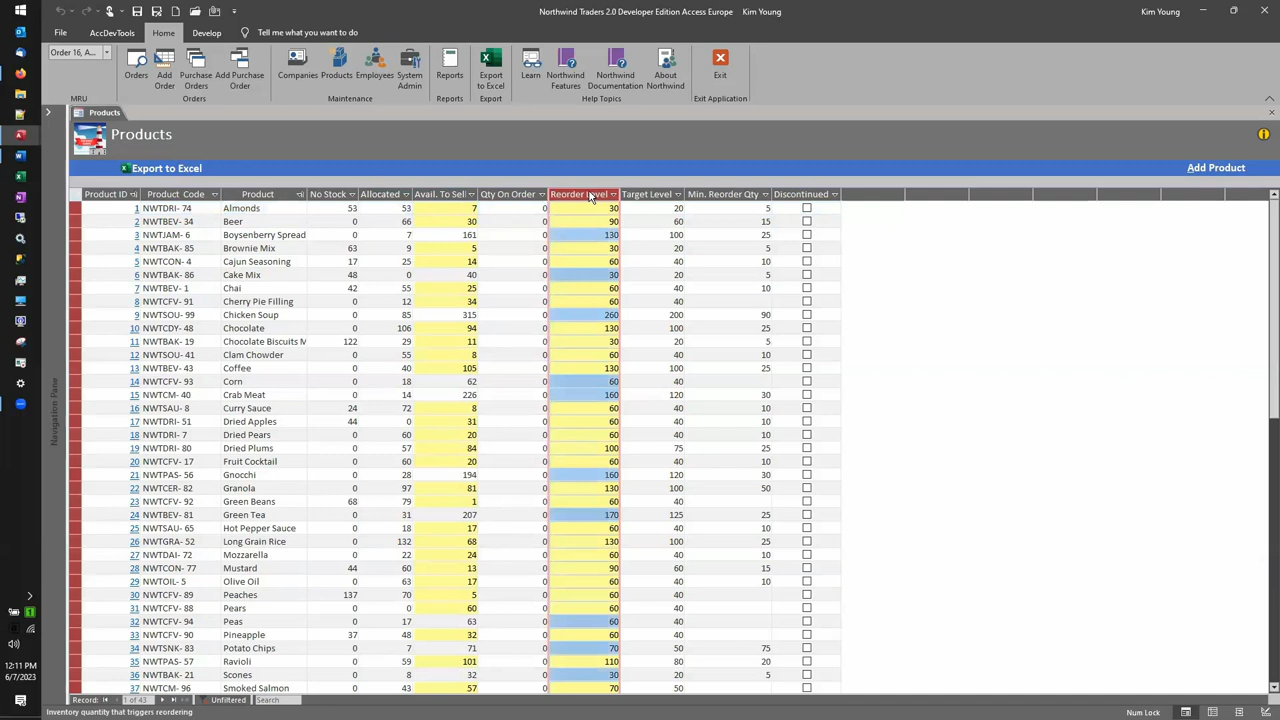 Northwind Traders 2.0 Developer Edition Access Europe Kim Young Kim Young
File AccDevTools Home Develop Tell me what you want to do
Order 16, A...
Orders Add Order Purchase Orders Add Purchase Order Companies Products Employees System Admin Reports Export to Excel Learn Northwind Features Northwind Documentation About Northwind Exit
MRU Orders Maintenance Reports Export Help Topics Exit Application
Products
Products
Export to Excel Add Product
Product ID Product Code Product No Stock Allocated Avail. To Sell Qty On Order Reorder Level Target Level Min. Reorder Qty Discontinued
1 NWTDRI- 74 Almonds 53 53 7 0 30 20 5
2 NWTBEV- 34 Beer 0 66 30 0 90 60 15
3 NWTJAM- 6 Boysenberry Spread 0 7 161 0 130 100 25
4 NWTBAK- 85 Brownie Mix 63 9 5 0 30 20 5
5 NWTCON- 4 Cajun Seasoning 17 25 14 0 60 40 10
6 NWTBAK- 86 Cake Mix 48 0 40 0 30 20 5
7 NWTBEV- 1 Chai 42 55 25 0 60 40 10
8 NWTCFV- 91 Cherry Pie Filling 0 12 34 0 60 40
9 NWTSOU- 99 Chicken Soup 0 85 315 0 260 200 90
10 NWTCDY- 48 Chocolate 0 106 94 0 130 100 25
11 NWTBAK- 19 Chocolate Biscuits M 122 29 11 0 30 20 5
12 NWTSOU- 41 Clam Chowder 0 55 8 0 60 40 10
13 NWTBEV- 43 Coffee 0 40 105 0 130 100 25
14 NWTCFV- 93 Corn 0 18 62 0 60 40
15 NWTCM- 40 Crab Meat 0 14 226 0 160 120 30
16 NWTSAU- 8 Curry Sauce 24 72 8 0 60 40 10
17 NWTDRI- 51 Dried Apples 44 0 31 0 60 40 10
18 NWTDRI- 7 Dried Pears 0 60 20 0 60 40 10
19 NWTDRI- 80 Dried Plums 0 57 84 0 100 75 25
20 NWTCFV- 17 Fruit Cocktail 0 60 20 0 60 40 10
21 NWTPAS- 56 Gnocchi 0 28 194 0 160 120 30
22 NWTCER- 82 Granola 0 97 81 0 130 100 50
23 NWTCFV- 92 Green Beans 68 79 1 0 60 40
24 NWTBEV- 81 Green Tea 0 31 207 0 170 125 25
25 NWTSAU- 65 Hot Pepper Sauce 0 18 17 0 60 40 10
26 NWTGRA- 52 Long Grain Rice 0 132 68 0 130 100 25
27 NWTDAI- 72 Mozzarella 0 22 24 0 60 40 10
28 NWTCON- 77 Mustard 44 60 13 0 90 60 15
29 NWTOIL- 5 Olive Oil 0 63 17 0 60 40 10
30 NWTCFV- 89 Peaches 137 70 5 0 60 40
31 NWTCFV- 88 Pears 0 0 60 0 60 40
32 NWTCFV- 94 Peas 0 17 63 0 60 40
33 NWTCFV- 90 Pineapple 37 48 32 0 60 40
34 NWTSNK- 83 Potato Chips 0 7 71 0 70 50 75
35 NWTPAS- 57 Ravioli 0 59 101 0 110 80 20
36 NWTBAK- 21 Scones 0 8 32 0 30 20 5
37 NWTCM- 96 Smoked Salmon 0 43 57 0 70 50
Record: 1 of 43 Unfiltered Search
Inventory quantity that triggers reordering Num Lock
Navigation Pane
1
12:11 PM
6/7/2023